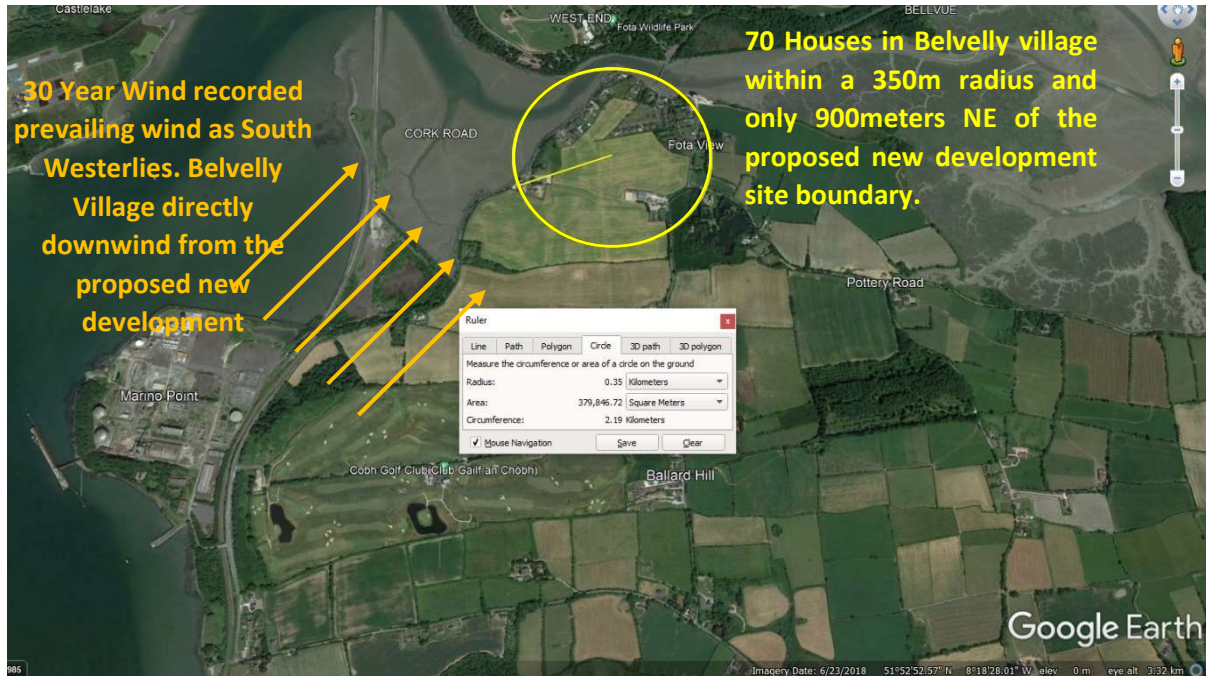 Castlelake
WEST END
Fota Wildlife Park
BELLVUE
30 Year Wind recorded
prevailing wind as South
Westerlies. Belvelly
Village directly
downwind from the
proposed new
development
70 Houses in Belvelly village
within a 350m radius and
only 900meters NE of the
proposed new development
site boundary.
CORK ROAD
Fota View
Pottery Road
Marino Point
Ruler
x
Line Path Polygon Circle 3D path 3D polygon
Measure the circumference or area of a circle on the ground
Radius: 0.35 Kilometers
Area: 379,846.72 Square Meters
Circumference: 2.19 Kilometers
Mouse Navigation Save Clear
Cobh Golf Club(Club Gailf an Chobh)
Ballard Hill
Google Earth
985
Imagery Date: 6/23/2018 51°52'52.57" N 8°18'28.01" W elev 0 m eye alt 3.32 km